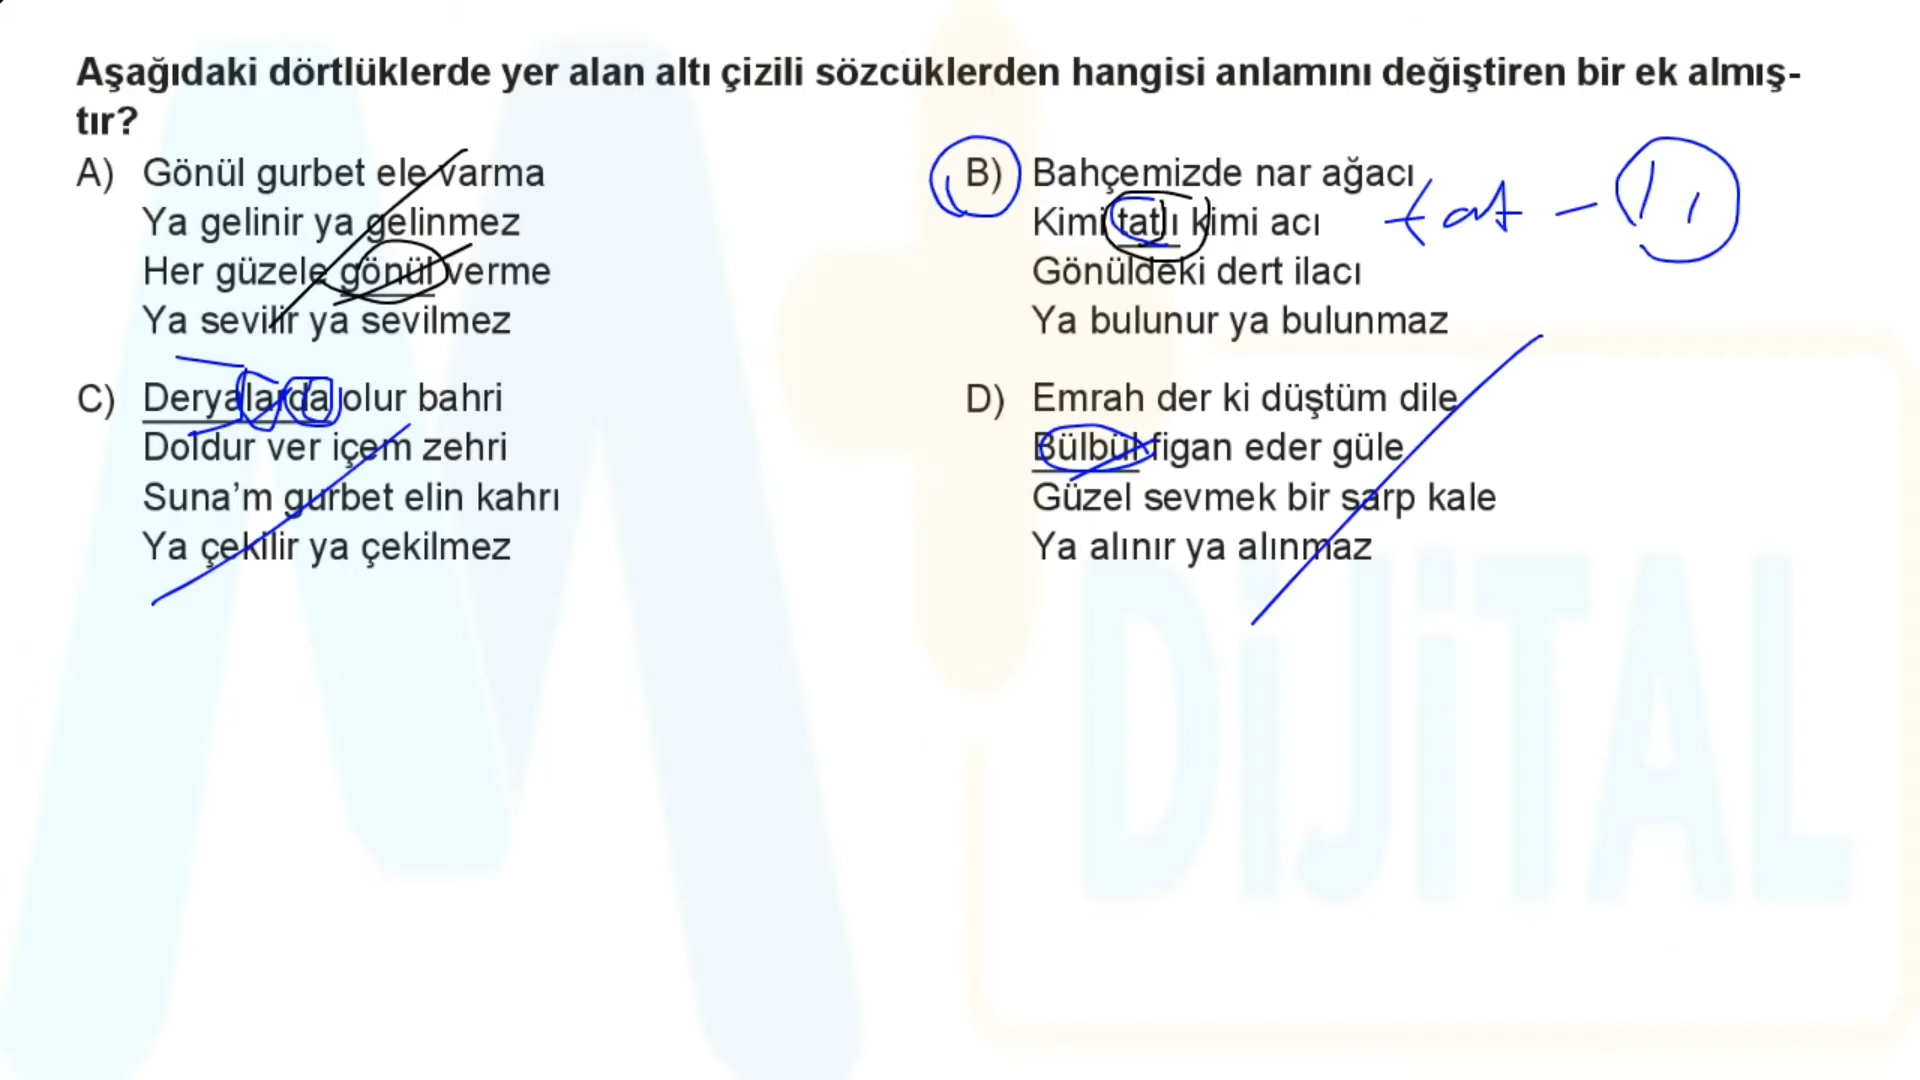 Aşağıdaki dörtlüklerde yer alan altı çizili sözcüklerden hangisi anlamını değiştiren bir ek almış-
tır?
A) Gönül gurbet ele varma
Ya gelinir ya gelinmez
Her güzele gönül verme
Ya sevilir ya sevilmez
B) Bahçemizde nar ağacı
Kimi tatlı kimi acı
Gönüldeki dert ilacı
Ya bulunur ya bulunmaz
tat - lı
C) Deryalarda olur bahri
Doldur ver içem zehri
Suna’m gurbet elin kahrı
Ya çekilir ya çekilmez
D) Emrah der ki düştüm dile
Bülbül figan eder güle
Güzel sevmek bir sarp kale
Ya alınır ya alınmaz
DİJİTAL